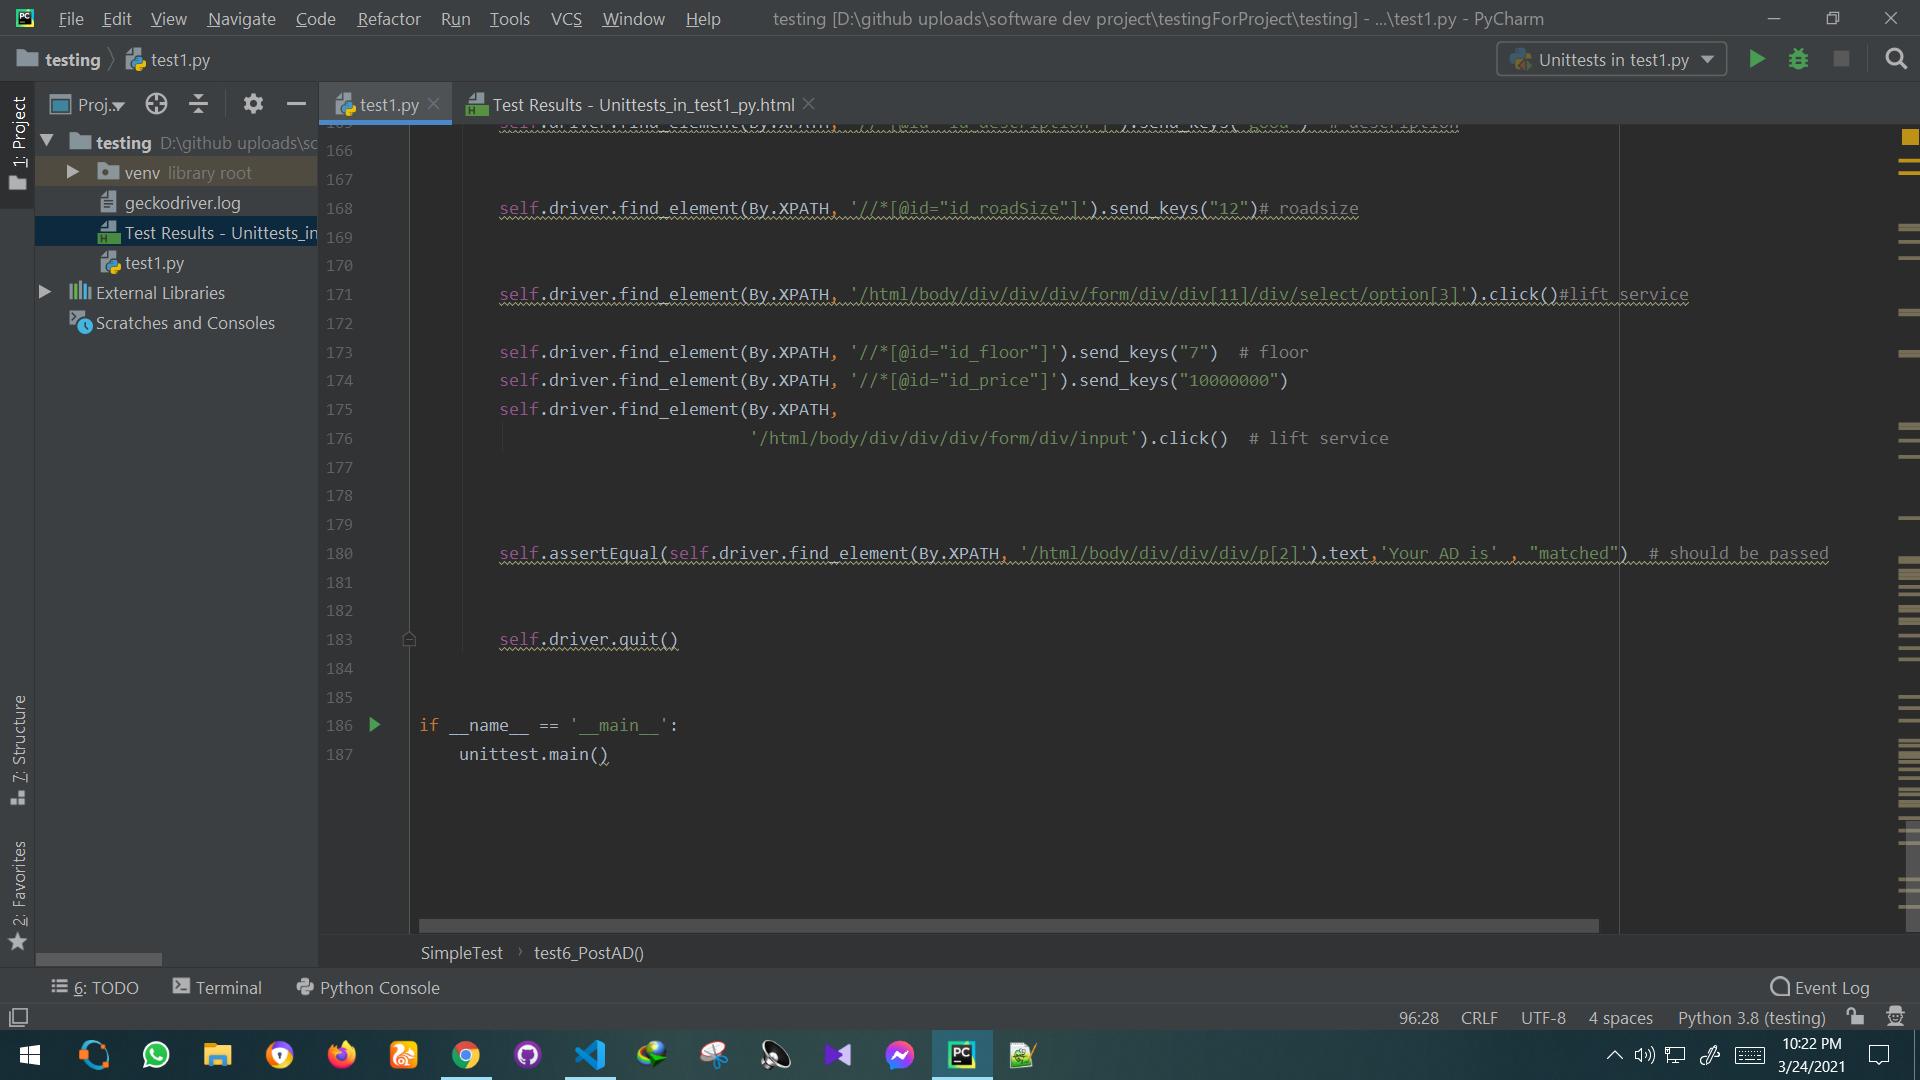 File Edit View Navigate Code Refactor Run Tools VCS Window Help testing [D:\github uploads\software dev project\testingForProject\testing] - ...\test1.py - PyCharm
testing test1.py Unittests in test1.py
Proj... test1.py Test Results - Unittests_in_test1_py.html
1: Project
testing D:\github uploads\so
venv library root
geckodriver.log
Test Results - Unittests_in
test1.py
External Libraries
Scratches and Consoles
7: Structure
2: Favorites
166
167
168 self.driver.find_element(By.XPATH, '//*[@id="id_roadSize"]').send_keys("12")# roadsize
169
170
171 self.driver.find_element(By.XPATH, '/html/body/div/div/div/form/div/div[11]/div/select/option[3]').click()#lift service
172
173 self.driver.find_element(By.XPATH, '//*[@id="id_floor"]').send_keys("7")  # floor
174 self.driver.find_element(By.XPATH, '//*[@id="id_price"]').send_keys("10000000")
175 self.driver.find_element(By.XPATH,
176 '/html/body/div/div/div/form/div/input').click()  # lift service
177
178
179
180 self.assertEqual(self.driver.find_element(By.XPATH, '/html/body/div/div/div/p[2]').text,'Your AD is' , "matched")  # should be passed
181
182
183 self.driver.quit()
184
185
186 if __name__ == '__main__':
187 unittest.main()
SimpleTest test6_PostAD()
6: TODO Terminal Python Console Event Log
96:28 CRLF UTF-8 4 spaces Python 3.8 (testing)
10:22 PM
3/24/2021